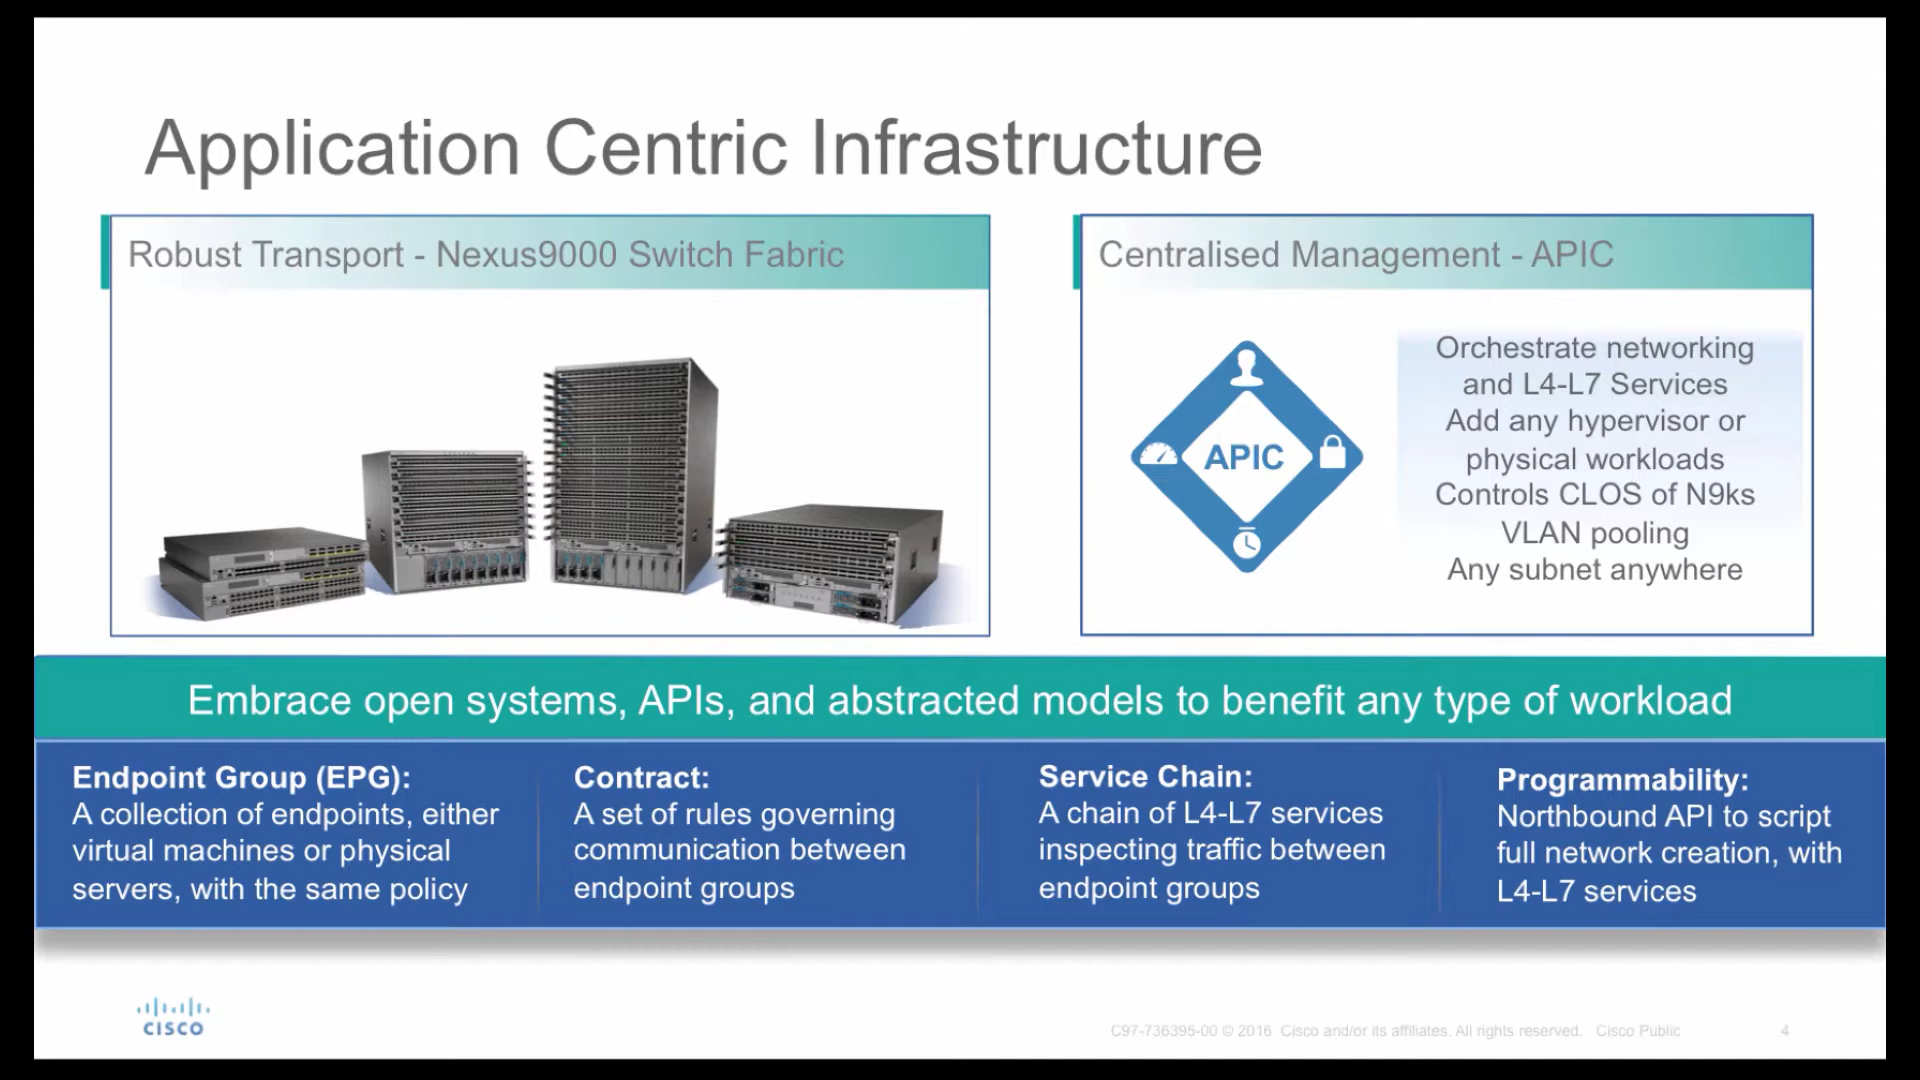 Application Centric Infrastructure
Robust Transport - Nexus9000 Switch Fabric
Centralised Management - APIC
APIC
Orchestrate networking
and L4-L7 Services
Add any hypervisor or
physical workloads
Controls CLOS of N9ks
VLAN pooling
Any subnet anywhere
Embrace open systems, APIs, and abstracted models to benefit any type of workload
Endpoint Group (EPG):
A collection of endpoints, either
virtual machines or physical
servers, with the same policy
Contract:
A set of rules governing
communication between
endpoint groups
Service Chain:
A chain of L4-L7 services
inspecting traffic between
endpoint groups
Programmability:
Northbound API to script
full network creation, with
L4-L7 services
CISCO
C97-736395-00 © 2016 Cisco and/or its affiliates. All rights reserved. Cisco Public 4